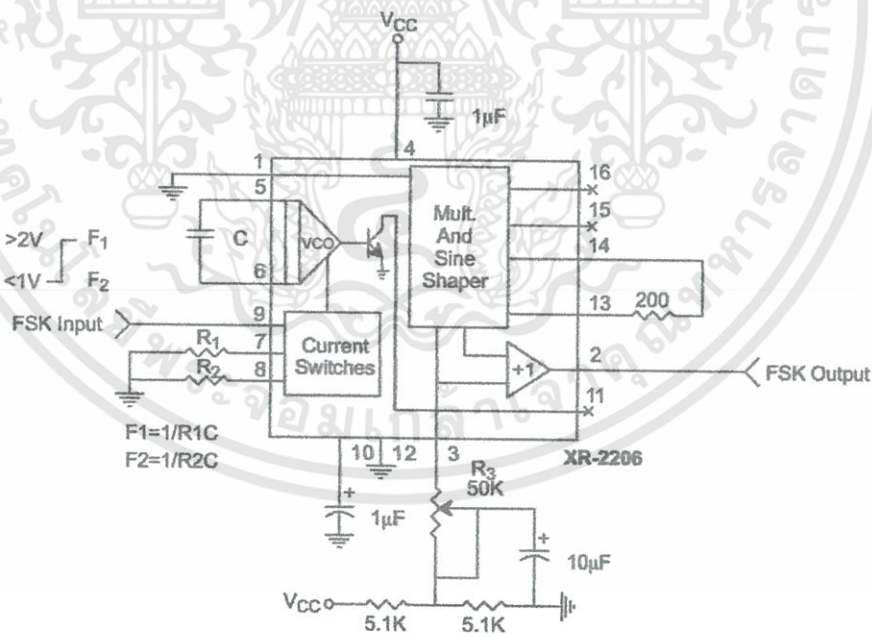 VCC
1μF
1
4
16
5
15
Mult.
And
Sine
Shaper
14
>2V
F1
C
VCO
<1V
F2
6
13
200
FSK Input
9
R1
7
Current
Switches
+1
2
FSK Output
R2
8
11
F1=1/R1C
F2=1/R2C
10
12
3
XR-2206
R3
50K
+
1μF
+
10μF
VCC
5.1K
5.1K